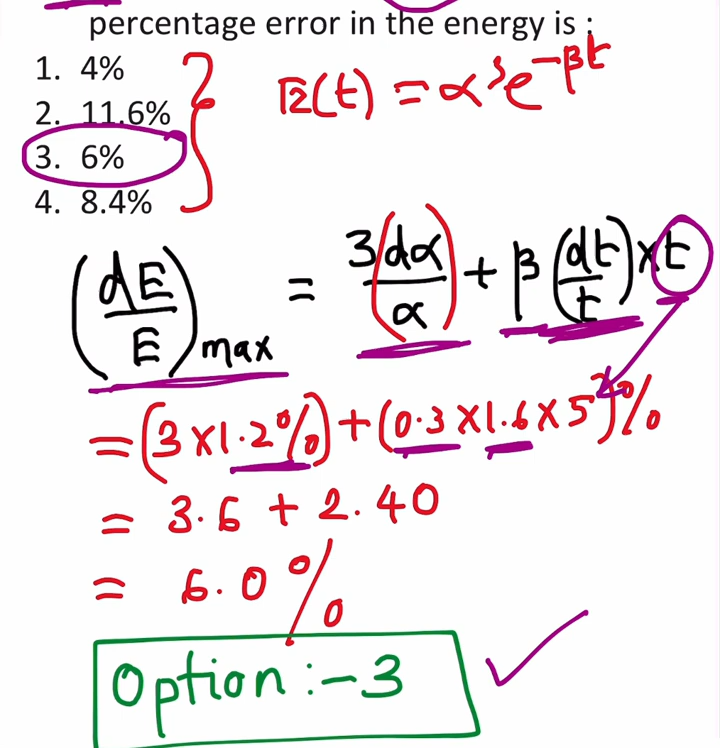 percentage error in the energy is :
1. 4%
2. 11.6%
3. 6%
4. 8.4%
E(t) = α³e^{-βt}
(dE/E)max = 3(dα/α) + β(dt/t)×t
= (3×1.2%) + (0.3×1.6×5)%
= 3.6 + 2.40
= 6.0%
Option :- 3